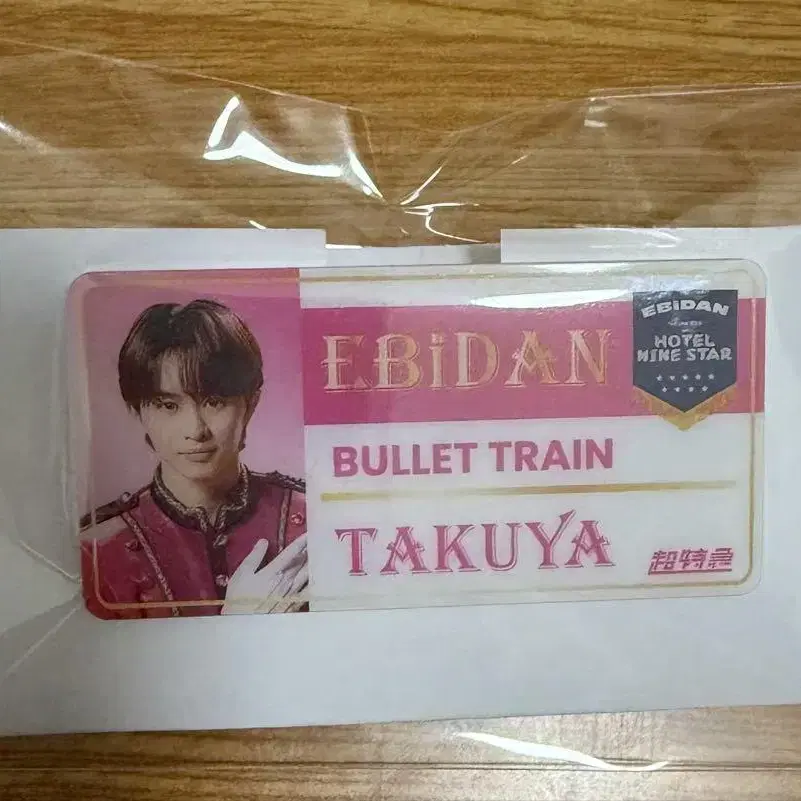 EBiDAN
BULLET TRAIN
TAKUYA
EBiDAN
HOTEL
NINE STAR
超特急